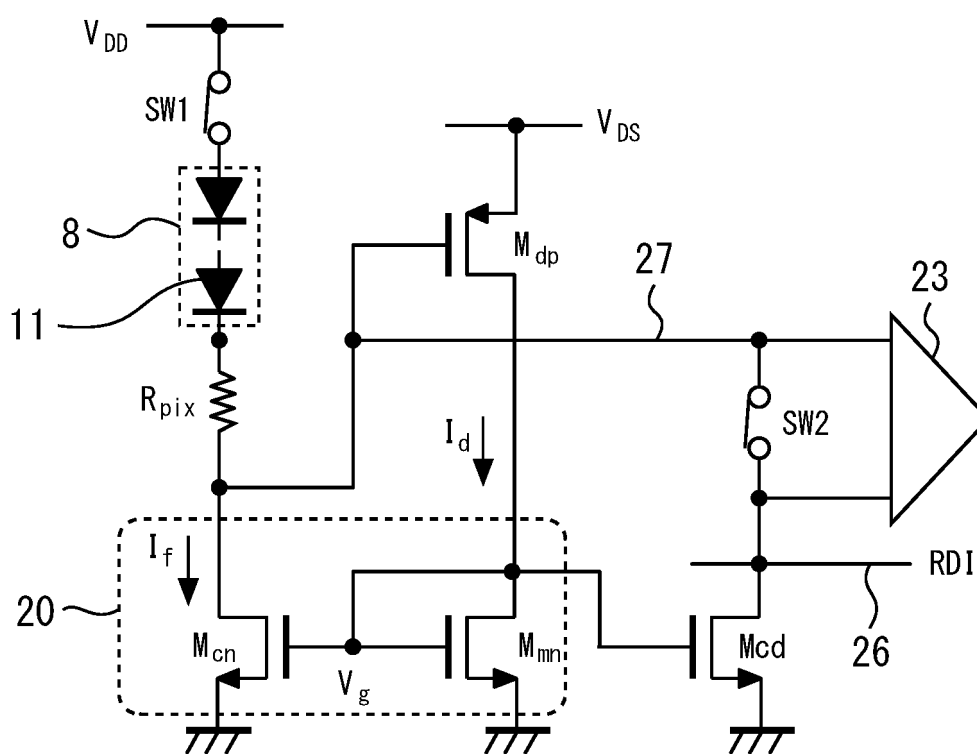 V_DD
SW1
V_DS
8
M_dp
27
23
11
R_pix
I_d
SW2
I_f
RDI
20
M_cn
M_mn
Mcd
V_g
26